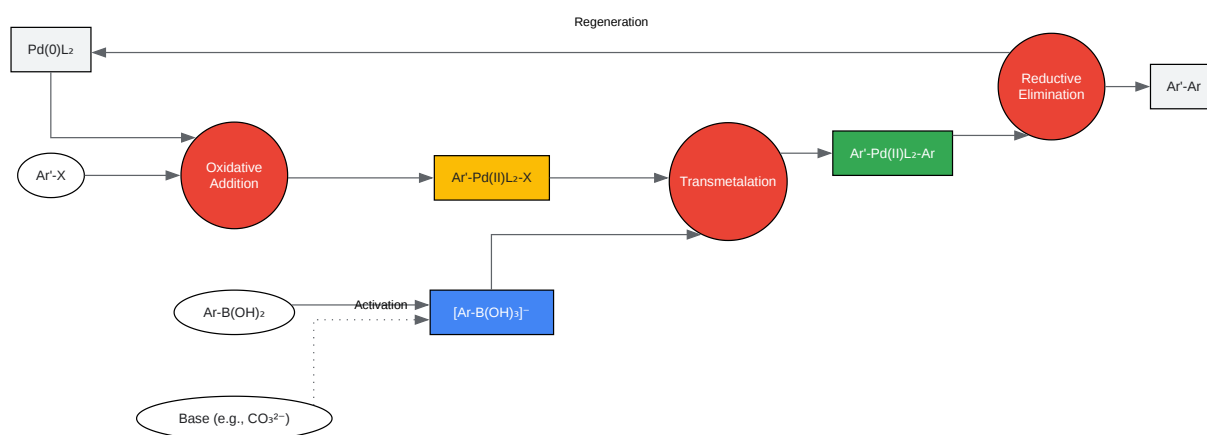 Regeneration
Pd(0)L₂
Reductive
Elimination
Ar'-Ar
Ar'-X
Oxidative
Addition
Ar'-Pd(II)L₂-X
Transmetalation
Ar'-Pd(II)L₂-Ar
Ar-B(OH)₂
Activation
[Ar-B(OH)₃]⁻
Base (e.g., CO₃²⁻)